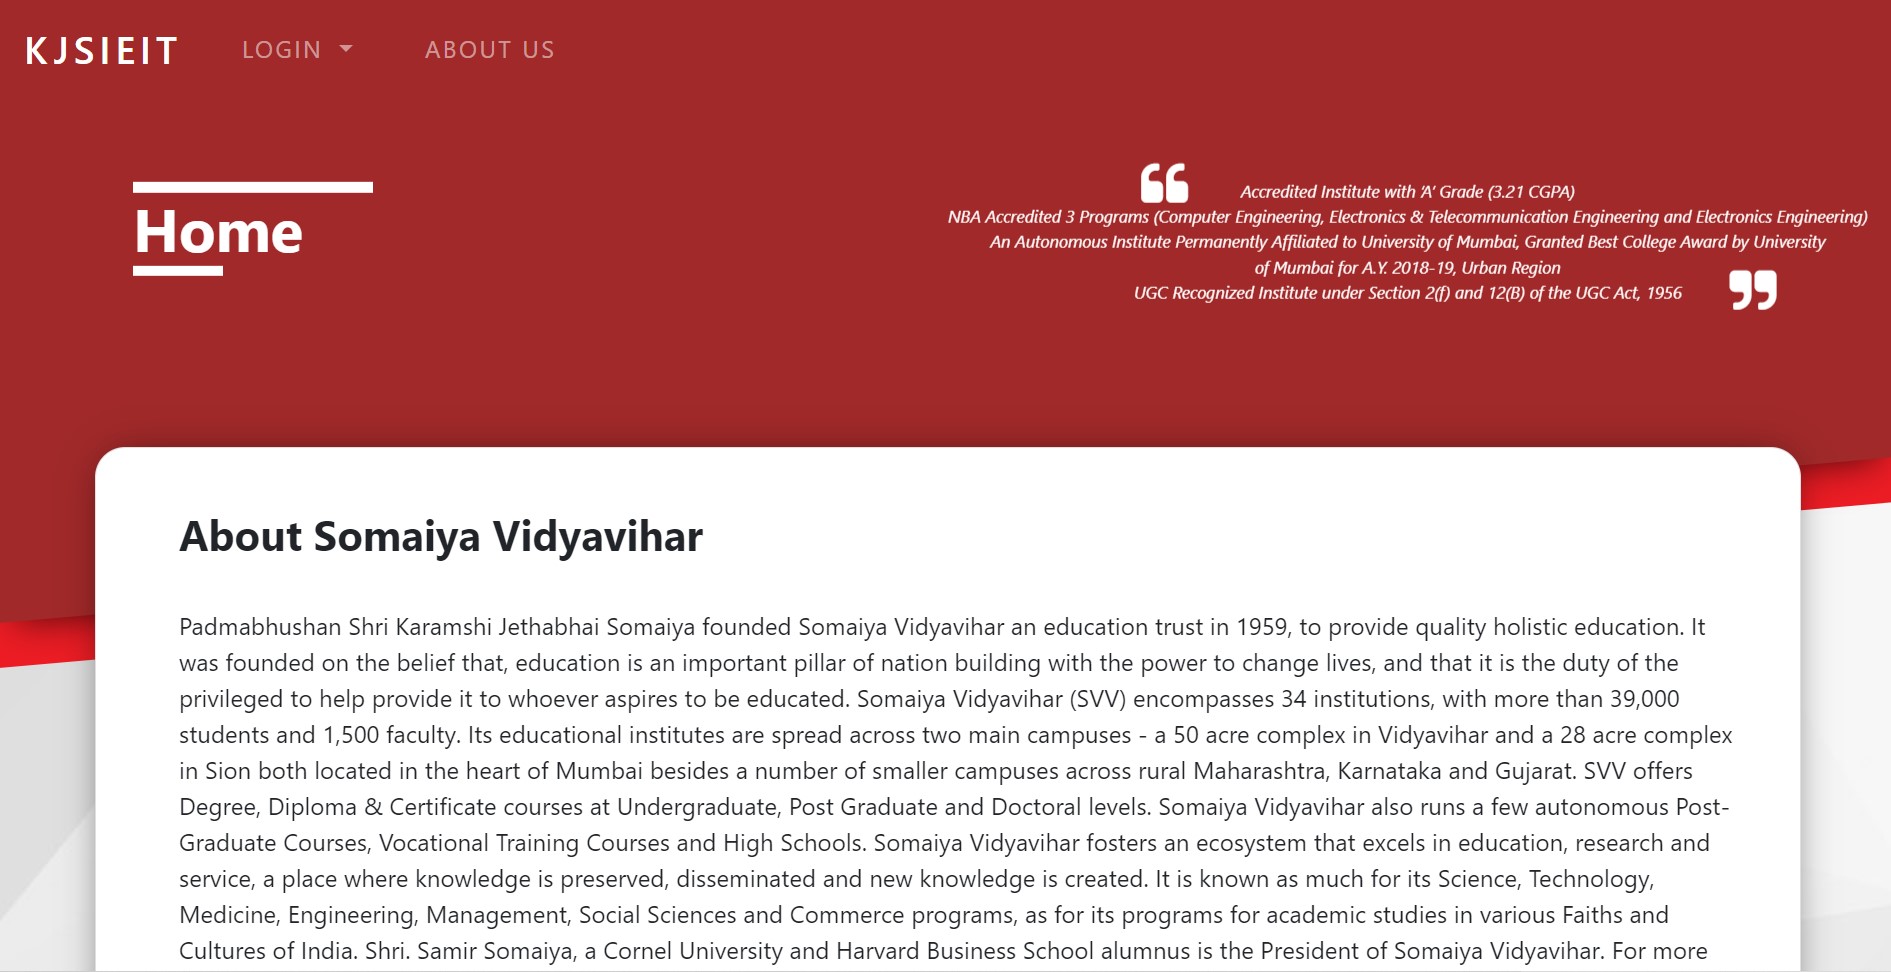 KJSIEIT
LOGIN
ABOUT US
Home
Accredited Institute with 'A' Grade (3.21 CGPA)
NBA Accredited 3 Programs (Computer Engineering, Electronics & Telecommunication Engineering and Electronics Engineering)
An Autonomous Institute Permanently Affiliated to University of Mumbai, Granted Best College Award by University
of Mumbai for A.Y. 2018-19, Urban Region
UGC Recognized Institute under Section 2(f) and 12(B) of the UGC Act, 1956
About Somaiya Vidyavihar
Padmabhushan Shri Karamshi Jethabhai Somaiya founded Somaiya Vidyavihar an education trust in 1959, to provide quality holistic education. It
was founded on the belief that, education is an important pillar of nation building with the power to change lives, and that it is the duty of the
privileged to help provide it to whoever aspires to be educated. Somaiya Vidyavihar (SVV) encompasses 34 institutions, with more than 39,000
students and 1,500 faculty. Its educational institutes are spread across two main campuses - a 50 acre complex in Vidyavihar and a 28 acre complex
in Sion both located in the heart of Mumbai besides a number of smaller campuses across rural Maharashtra, Karnataka and Gujarat. SVV offers
Degree, Diploma & Certificate courses at Undergraduate, Post Graduate and Doctoral levels. Somaiya Vidyavihar also runs a few autonomous Post-
Graduate Courses, Vocational Training Courses and High Schools. Somaiya Vidyavihar fosters an ecosystem that excels in education, research and
service, a place where knowledge is preserved, disseminated and new knowledge is created. It is known as much for its Science, Technology,
Medicine, Engineering, Management, Social Sciences and Commerce programs, as for its programs for academic studies in various Faiths and
Cultures of India. Shri. Samir Somaiya, a Cornel University and Harvard Business School alumnus is the President of Somaiya Vidyavihar. For more